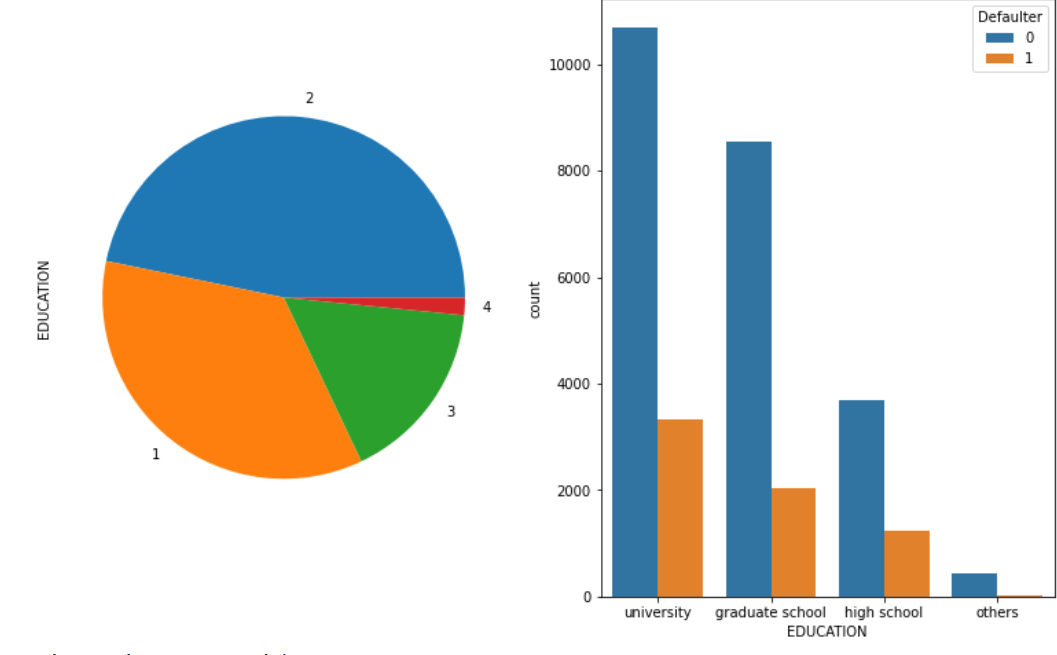 2
EDUCATION
4
3
1
Defaulter
0
1
10000
8000
6000
4000
2000
0
count
university
graduate school
high school
others
EDUCATION